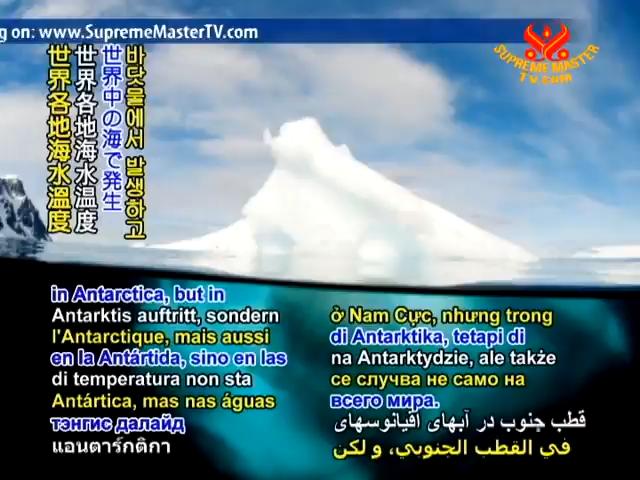 g on: www.SupremeMasterTV.com
SUPREME MASTER
TV.COM
世界各地海水溫度
世界各地海水温度
世界中の海で発生
바닷물에서 발생하고
in Antarctica, but in
Antarktis auftritt, sondern
l'Antarctique, mais aussi
en la Antártida, sino en las
di temperatura non sta
Antártica, mas nas águas
тэнгис далайд
แอนตาร์กติกา
ở Nam Cực, nhưng trong
di Antarktika, tetapi di
na Antarktydzie, ale także
се случва не само на
всего мира.
قطب جنوب در آبهای اقیانوسهای
في القطب الجنوبي، و لكن